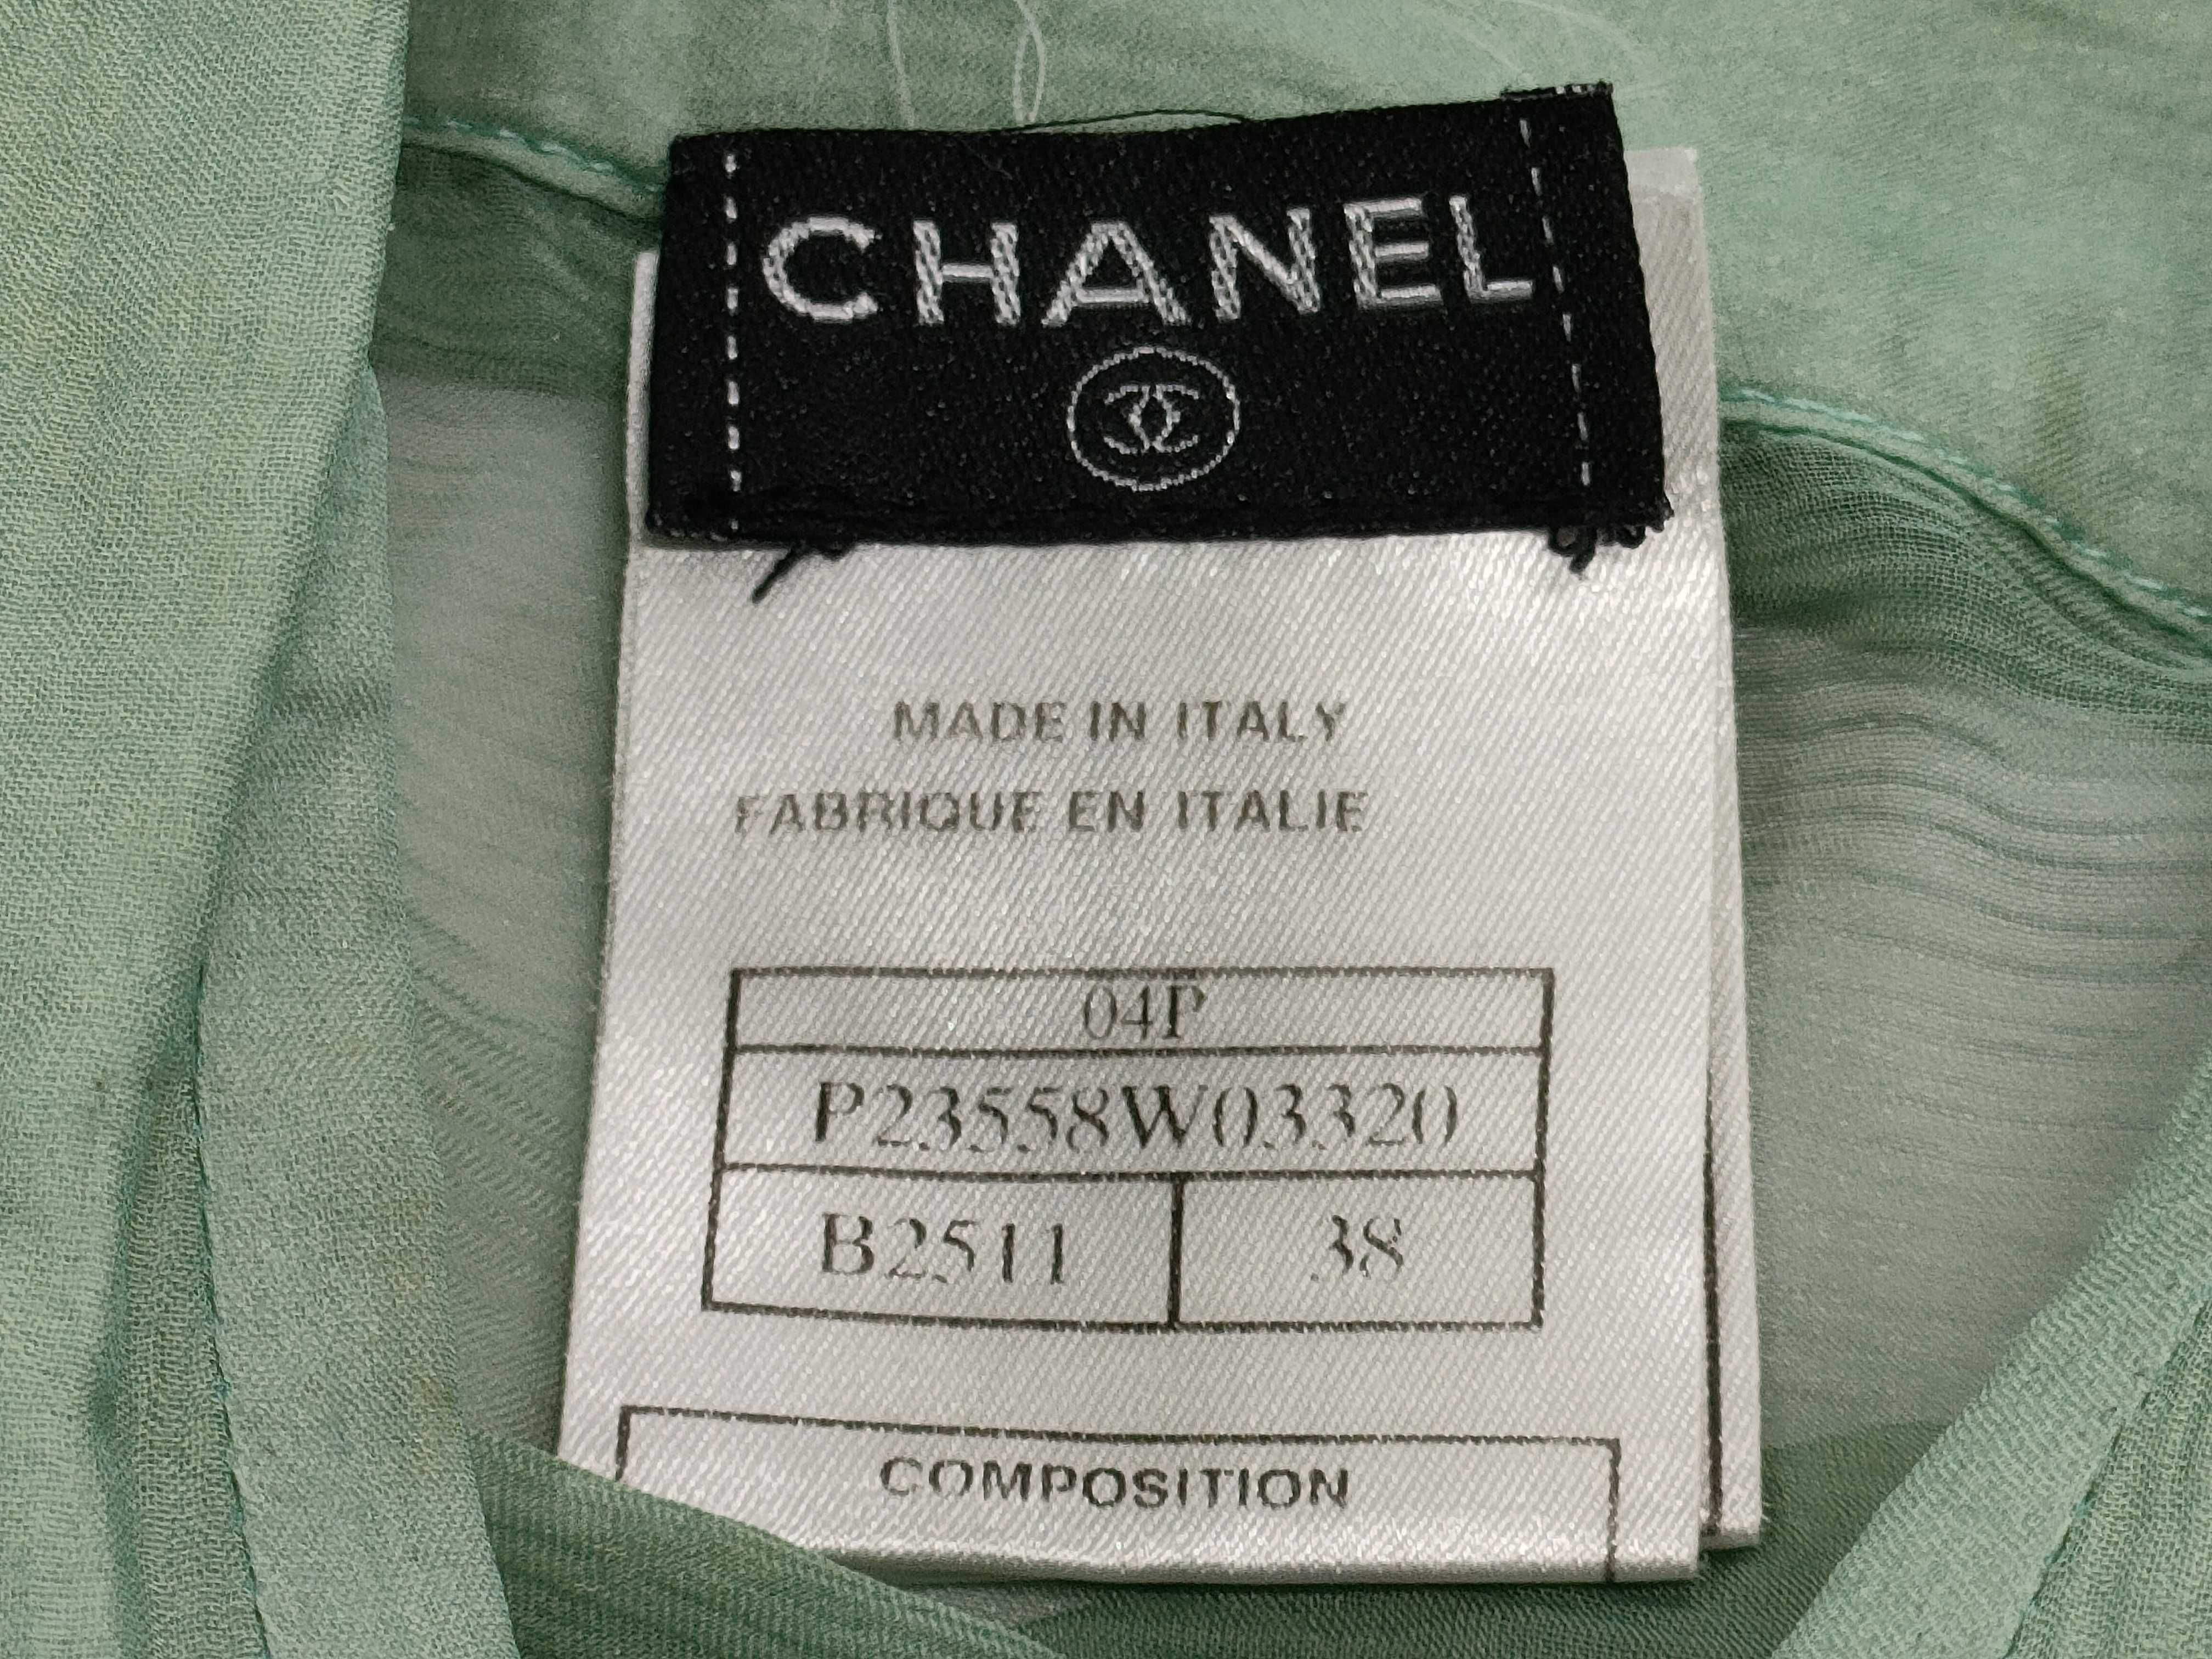 CHANEL
MADE IN ITALY
FABRIQUE EN ITALIE
04P
P23558W03320
B2511 38
COMPOSITION